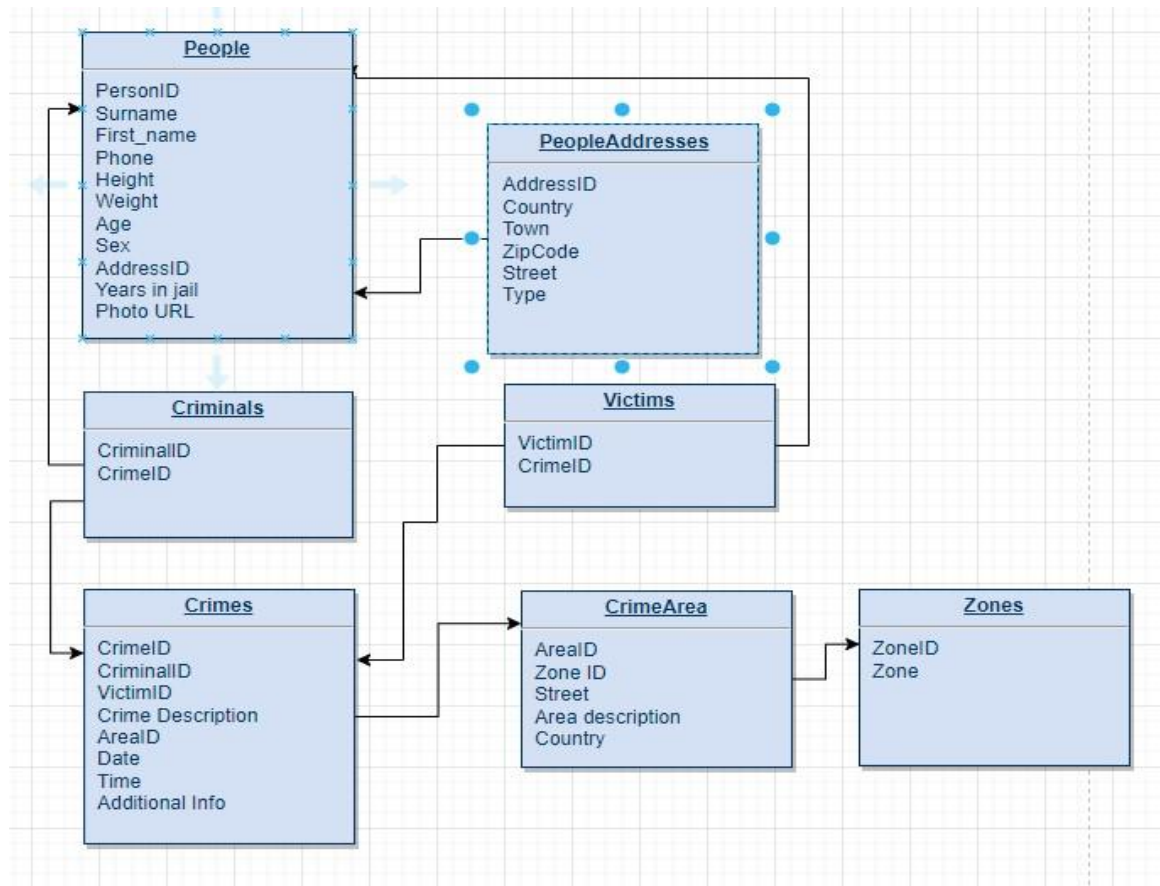 People
PersonID
Surname
First_name
Phone
Height
Weight
Age
Sex
AddressID
Years in jail
Photo URL
PeopleAddresses
AddressID
Country
Town
ZipCode
Street
Type
Criminals
CriminalID
CrimeID
Victims
VictimID
CrimeID
Crimes
CrimeID
CriminalID
VictimID
Crime Description
AreaID
Date
Time
Additional Info
CrimeArea
AreaID
Zone ID
Street
Area description
Country
Zones
ZoneID
Zone